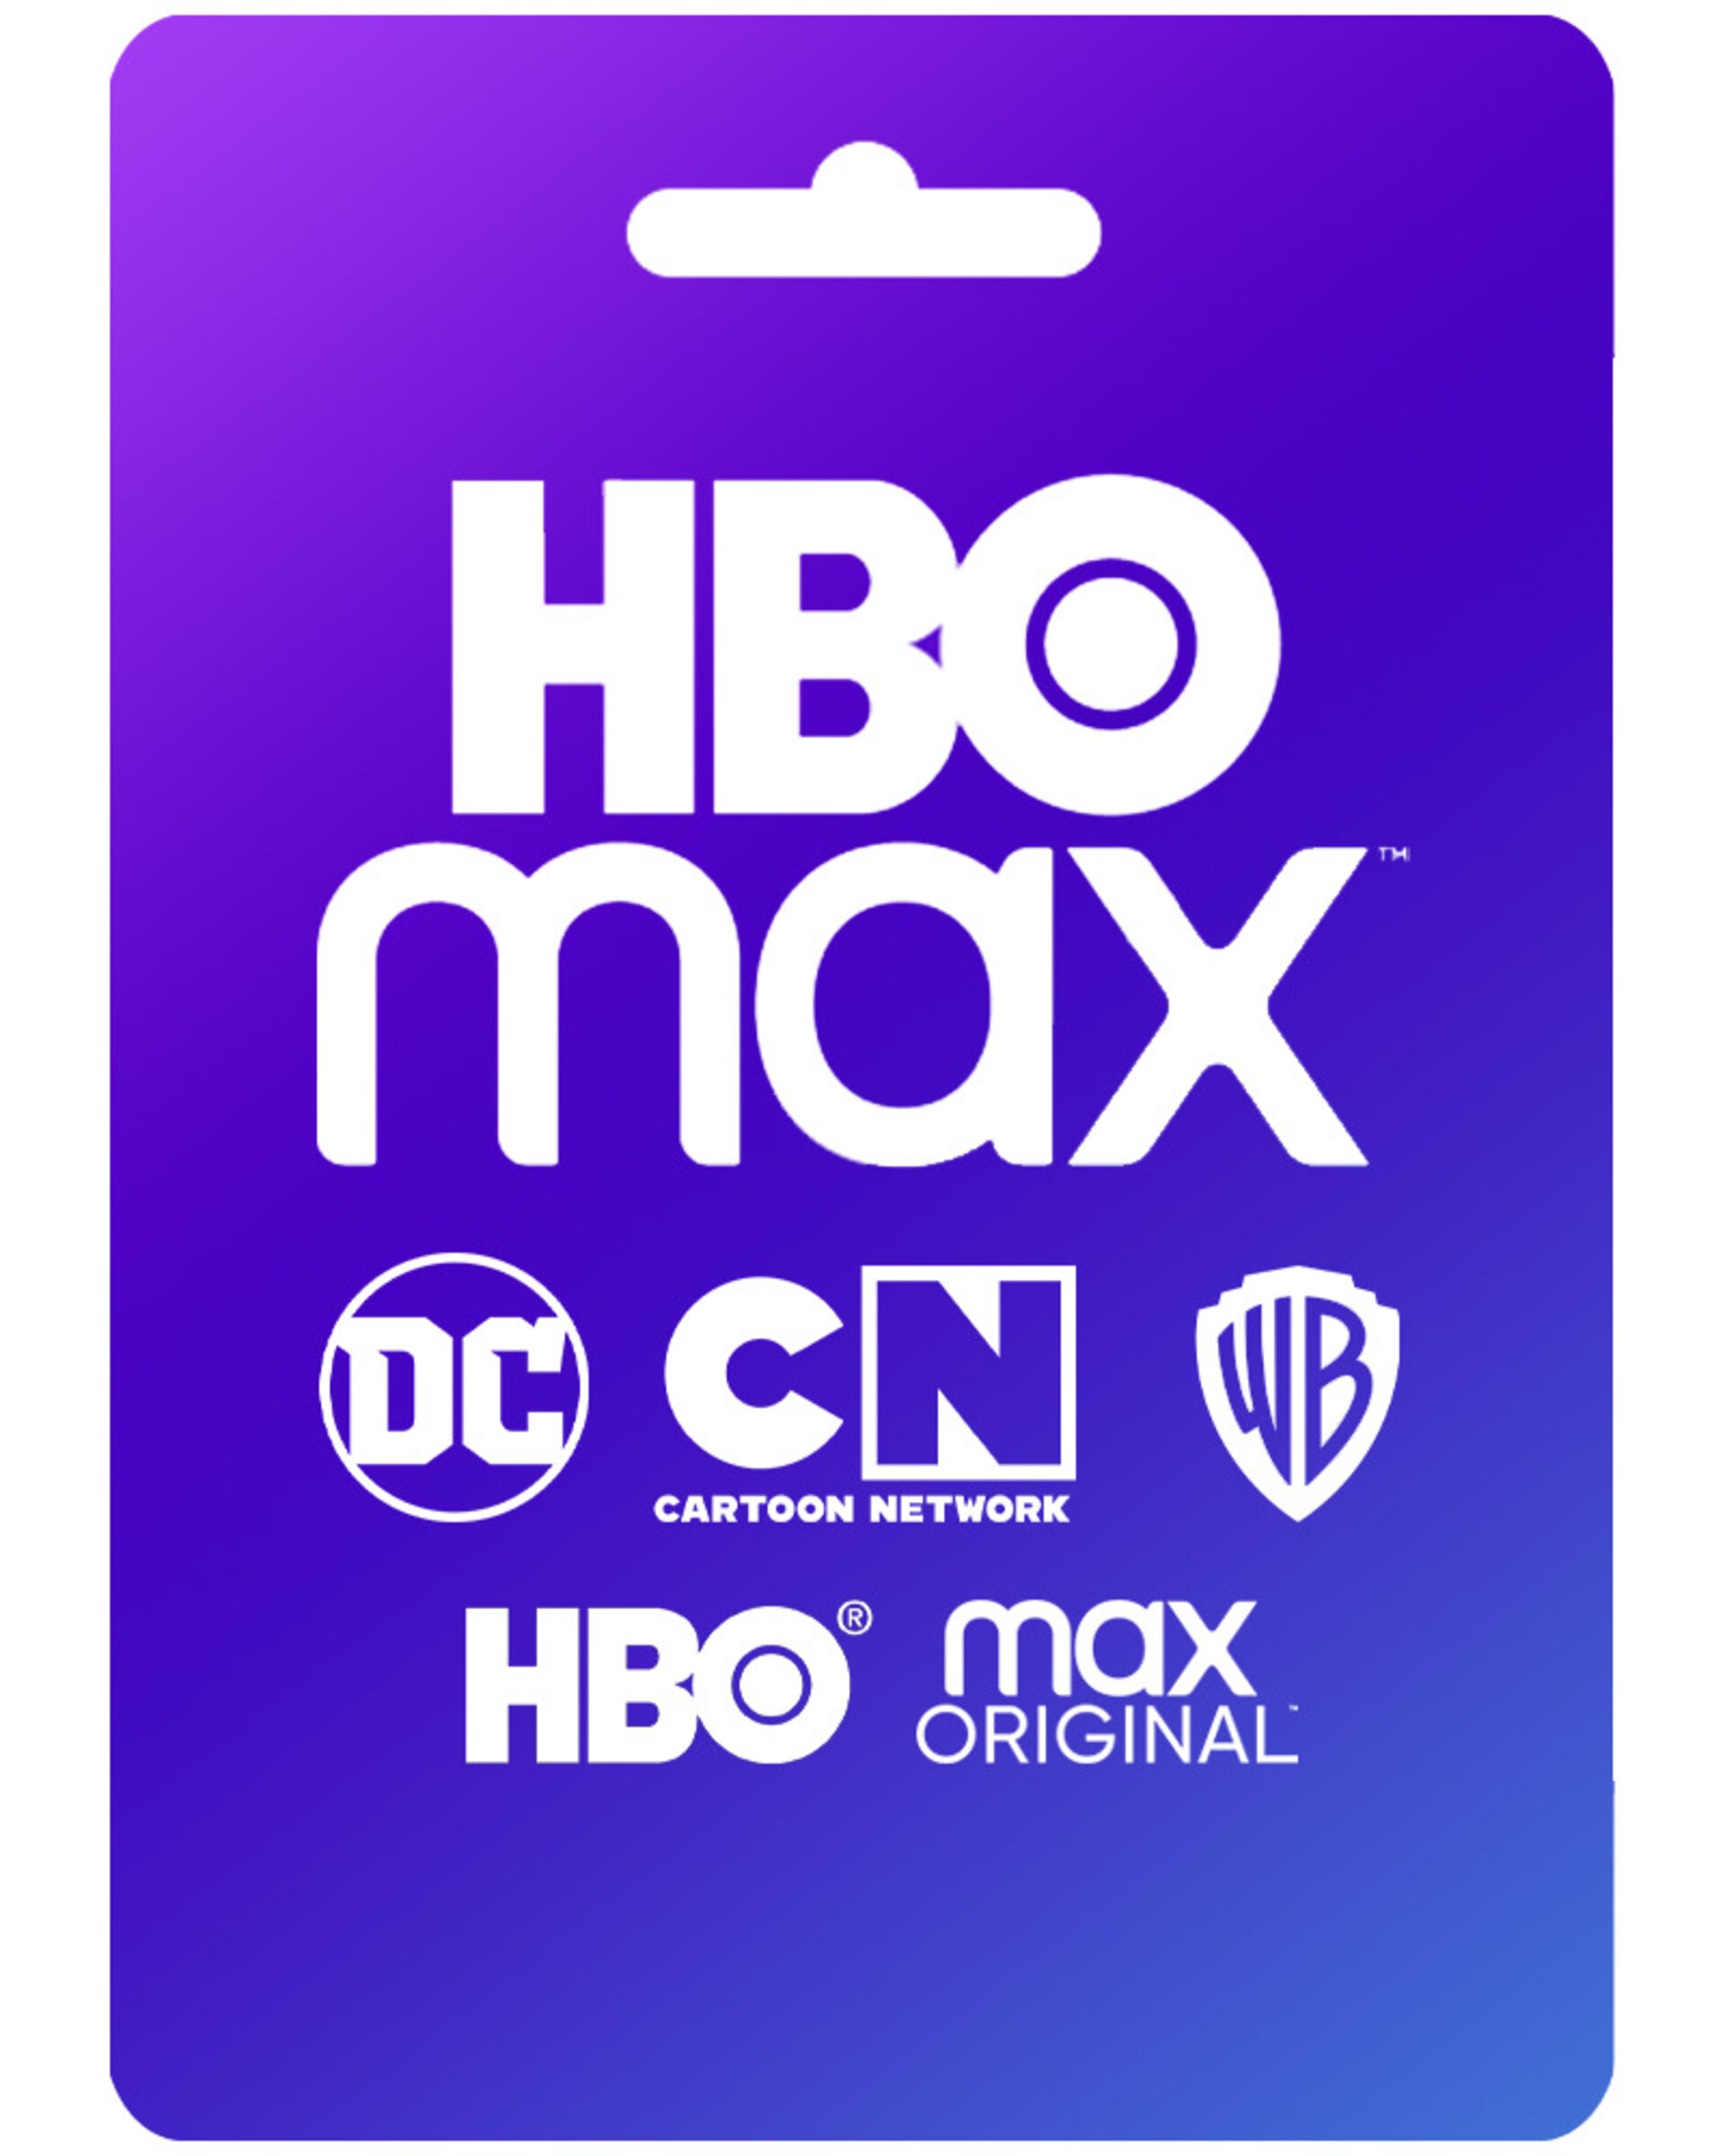 HBO
max™
DC CN WB
CARTOON NETWORK
HBO® max
ORIGINAL™